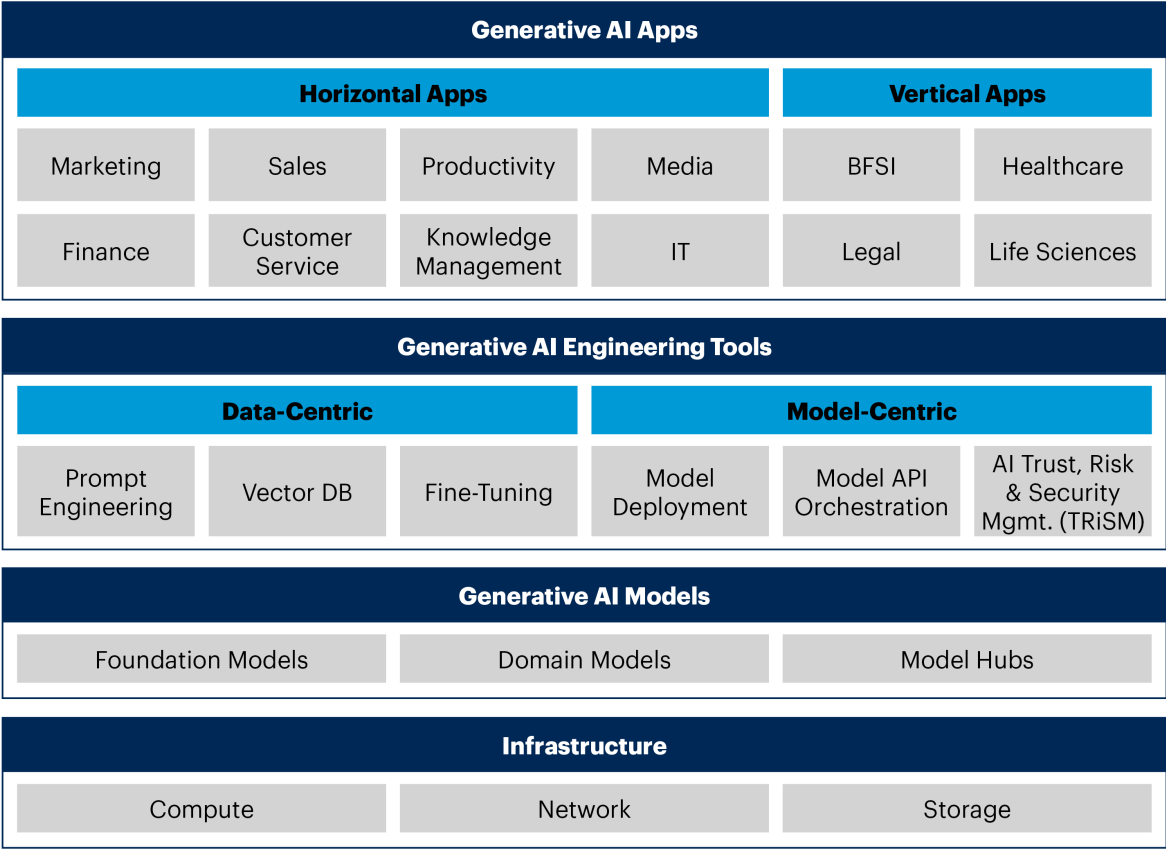 Generative AI Apps
Horizontal Apps
Vertical Apps
Marketing
Sales
Productivity
Media
BFSI
Healthcare
Finance
Customer
Service
Knowledge
Management
IT
Legal
Life Sciences
Generative AI Engineering Tools
Data-Centric
Model-Centric
Prompt
Engineering
Vector DB
Fine-Tuning
Model
Deployment
Model API
Orchestration
AI Trust, Risk
& Security
Mgmt. (TRiSM)
Generative AI Models
Foundation Models
Domain Models
Model Hubs
Infrastructure
Compute
Network
Storage